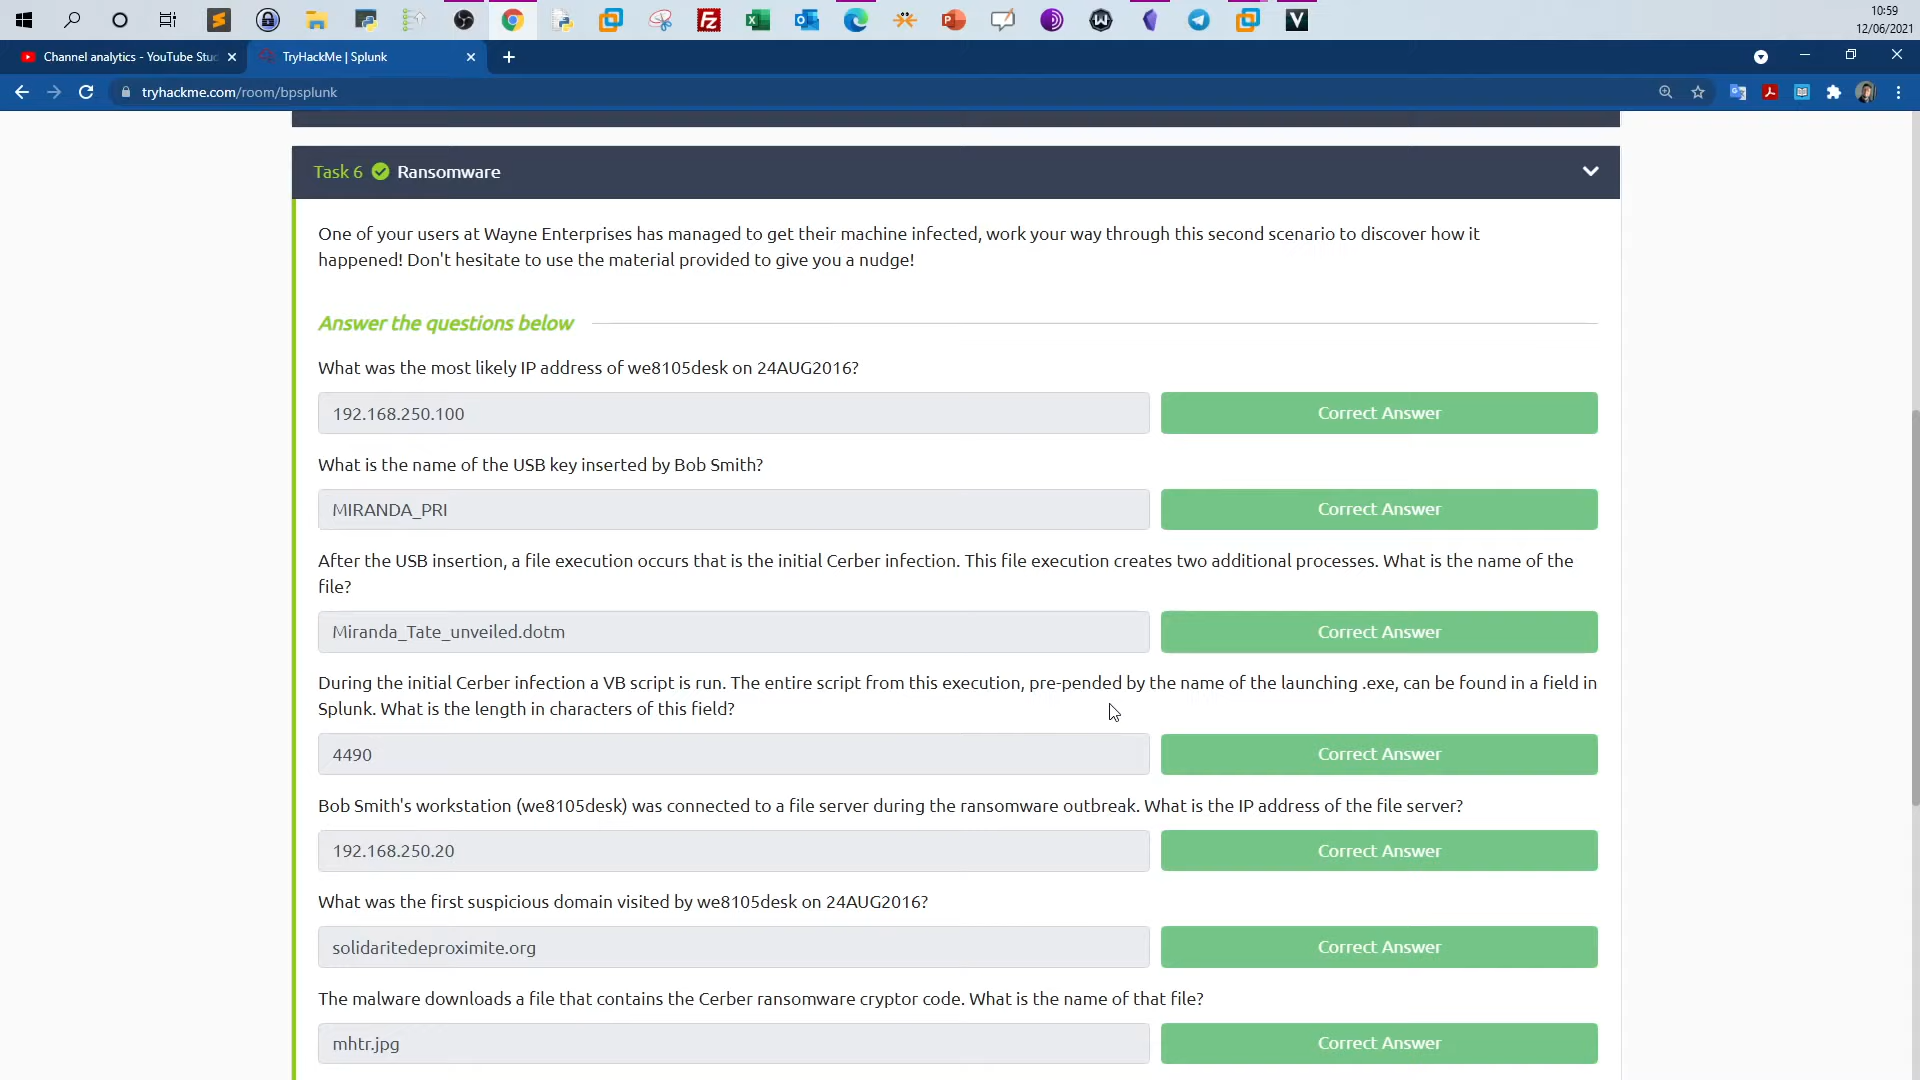 10:59
12/06/2021
Channel analytics - YouTube Stud
TryHackMe | Splunk
tryhackme.com/room/bpsplunk
Task 6 Ransomware
One of your users at Wayne Enterprises has managed to get their machine infected, work your way through this second scenario to discover how it
happened! Don't hesitate to use the material provided to give you a nudge!
Answer the questions below
What was the most likely IP address of we8105desk on 24AUG2016?
192.168.250.100
Correct Answer
What is the name of the USB key inserted by Bob Smith?
MIRANDA_PRI
Correct Answer
After the USB insertion, a file execution occurs that is the initial Cerber infection. This file execution creates two additional processes. What is the name of the
file?
Miranda_Tate_unveiled.dotm
Correct Answer
During the initial Cerber infection a VB script is run. The entire script from this execution, pre-pended by the name of the launching .exe, can be found in a field in
Splunk. What is the length in characters of this field?
4490
Correct Answer
Bob Smith's workstation (we8105desk) was connected to a file server during the ransomware outbreak. What is the IP address of the file server?
192.168.250.20
Correct Answer
What was the first suspicious domain visited by we8105desk on 24AUG2016?
solidaritedeproximite.org
Correct Answer
The malware downloads a file that contains the Cerber ransomware cryptor code. What is the name of that file?
mhtr.jpg
Correct Answer